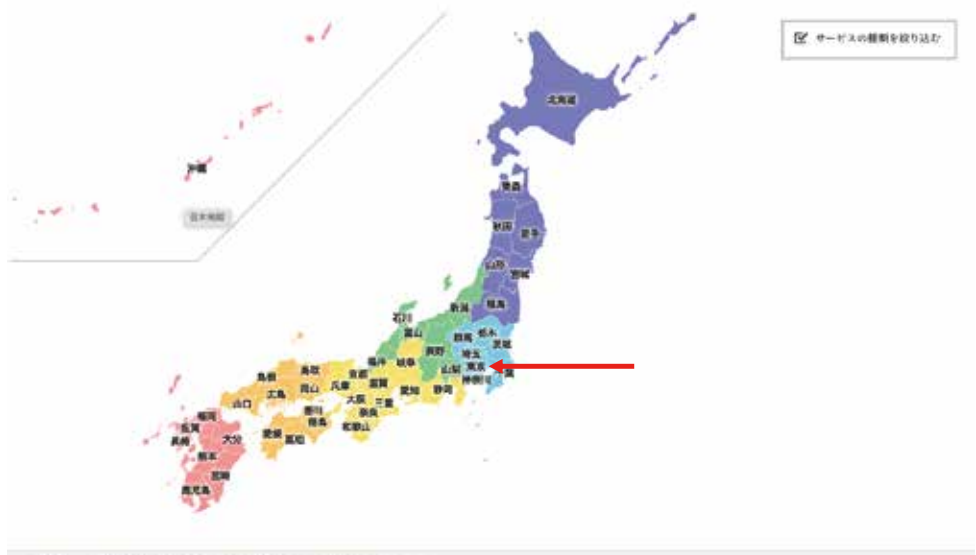 サービスの種類を絞り込む
北海道
沖縄
青森
秋田
岩手
山形
宮城
新潟
福島
石川
富山
群馬
栃木
茨城
長野
埼玉
福井
岐阜
山梨
東京
葉
神奈川
島根
鳥取
京都
滋賀
岡山
兵庫
愛知
静岡
広島
大阪
三重
山口
香川
奈良
徳島
和歌山
福岡
佐賀
長崎
大分
愛媛
高知
熊本
宮崎
鹿児島